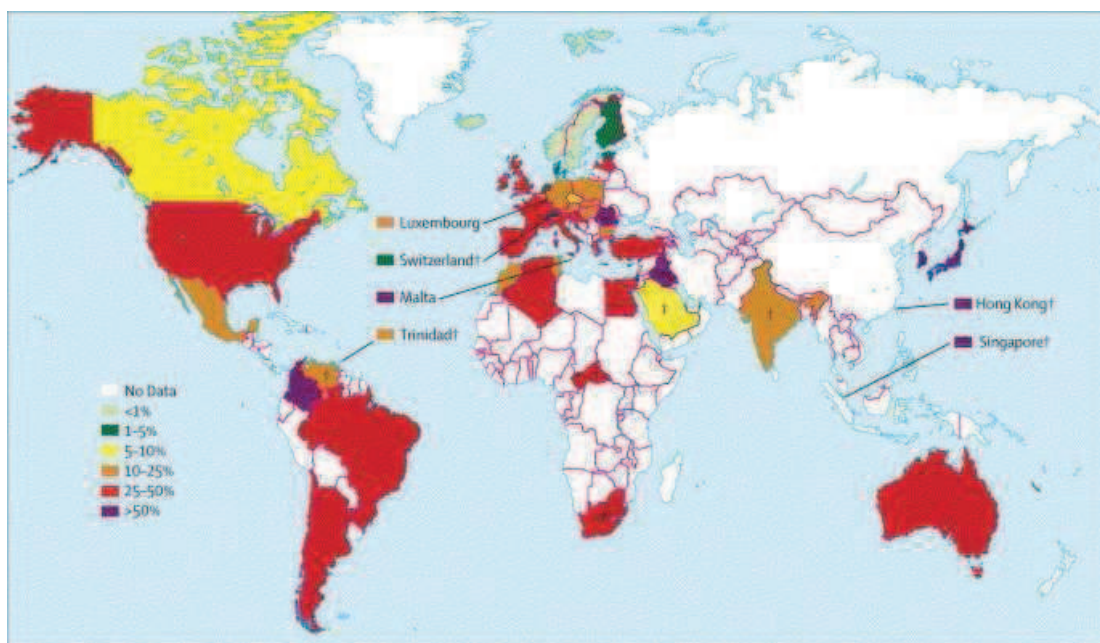 Luxembourg
Switzerland†
Malta
Trinidad†
Hong Kong†
Singapore†
†
†
†
No Data
<1%
1–5%
5–10%
10–25%
25–50%
>50%